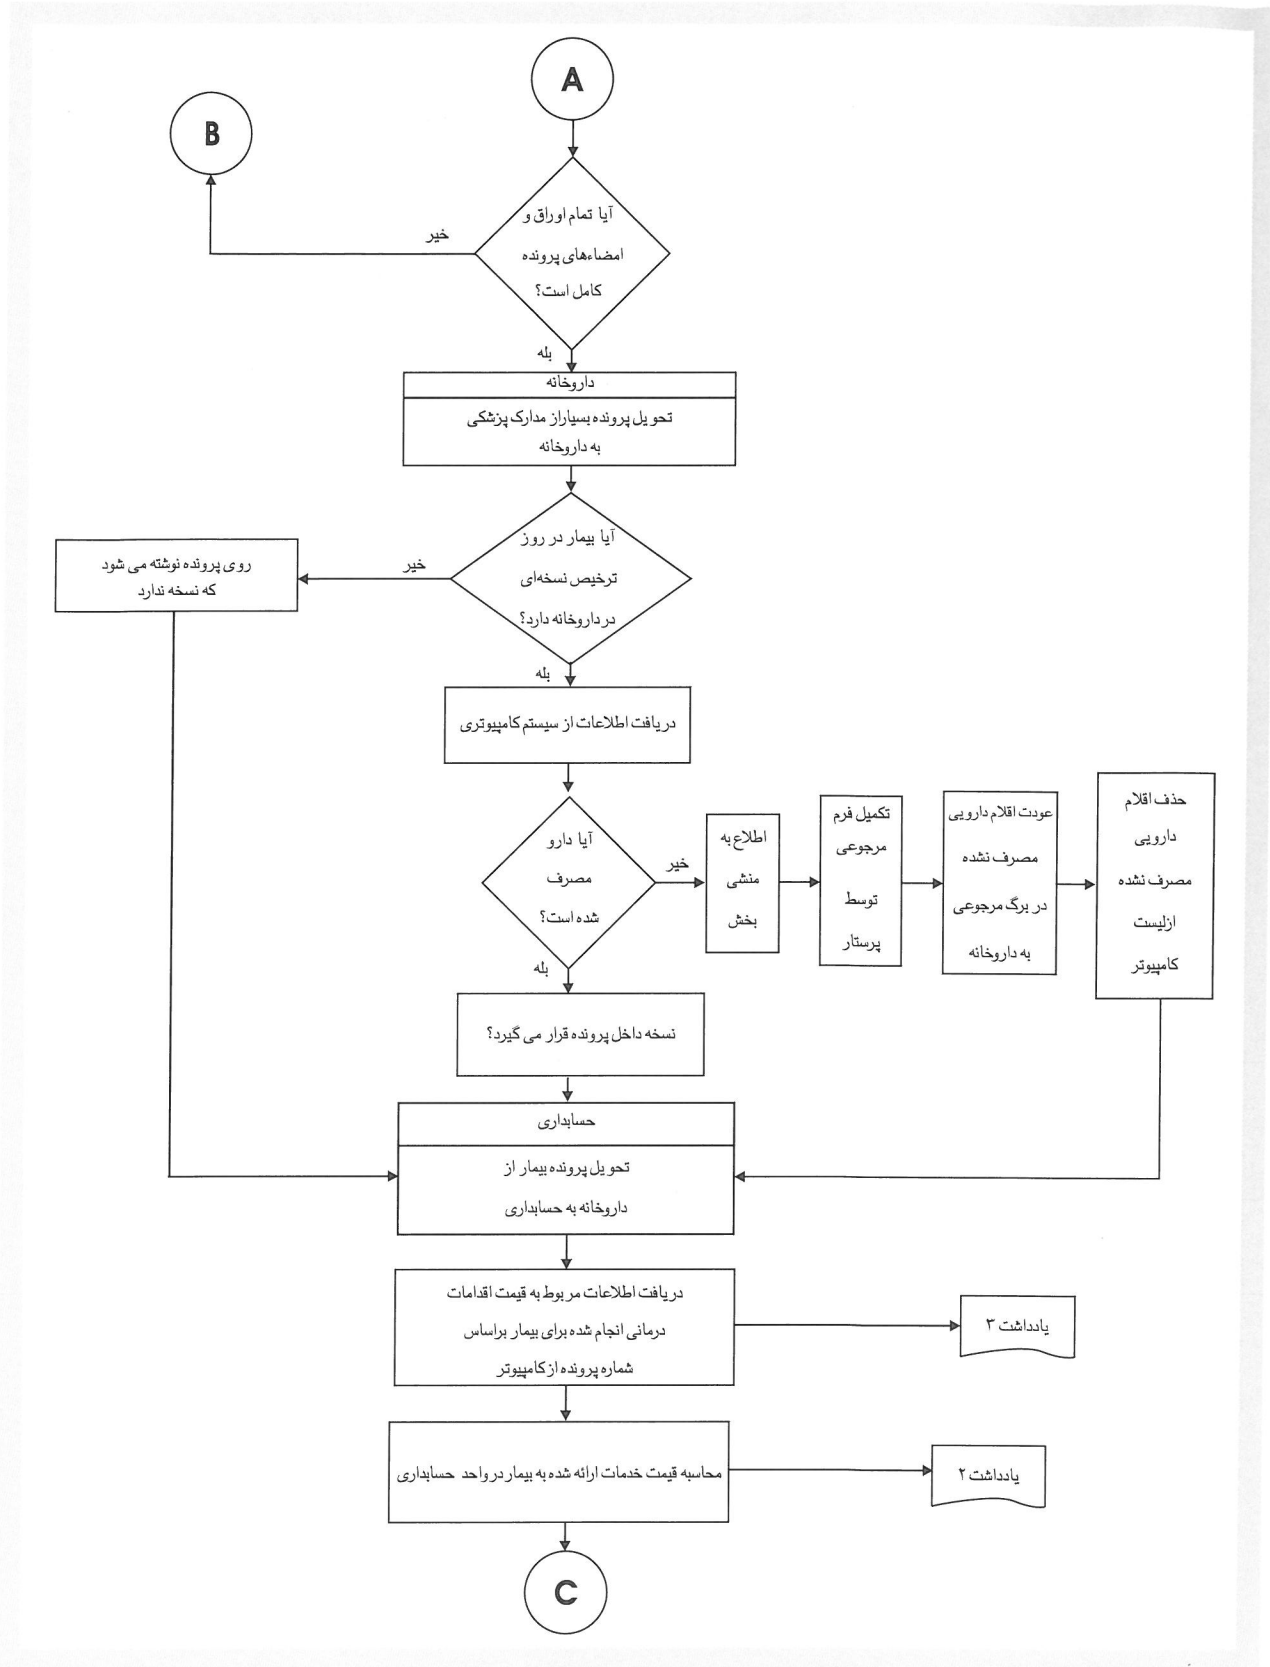 A
B
آیا تمام اوراق و
امضاءهای پرونده
کامل است؟
خیر
بله
داروخانه
تحویل پرونده بسیاراز مدارک پزشکی
به داروخانه
آیا بیمار در روز
ترخیص نسخه‌ای
در داروخانه دارد؟
خیر
روی پرونده نوشته می شود
که نسخه ندارد
بله
دریافت اطلاعات از سیستم کامپیوتری
آیا دارو
مصرف
شده است؟
خیر
اطلاع به
منشی
بخش
تکمیل فرم
مرجوعی
توسط
پرستار
عودت اقلام دارویی
مصرف نشده
در برگ مرجوعی
به داروخانه
حذف اقلام
دارویی
مصرف نشده
ازلیست
کامپیوتر
بله
نسخه داخل پرونده قرار می گیرد؟
حسابداری
تحویل پرونده بیمار از
داروخانه به حسابداری
دریافت اطلاعات مربوط به قیمت اقدامات
درمانی انجام شده برای بیمار براساس
شماره پرونده از کامپیوتر
یادداشت ۳
محاسبه قیمت خدمات ارائه شده به بیمار در واحد حسابداری
یادداشت ۲
C